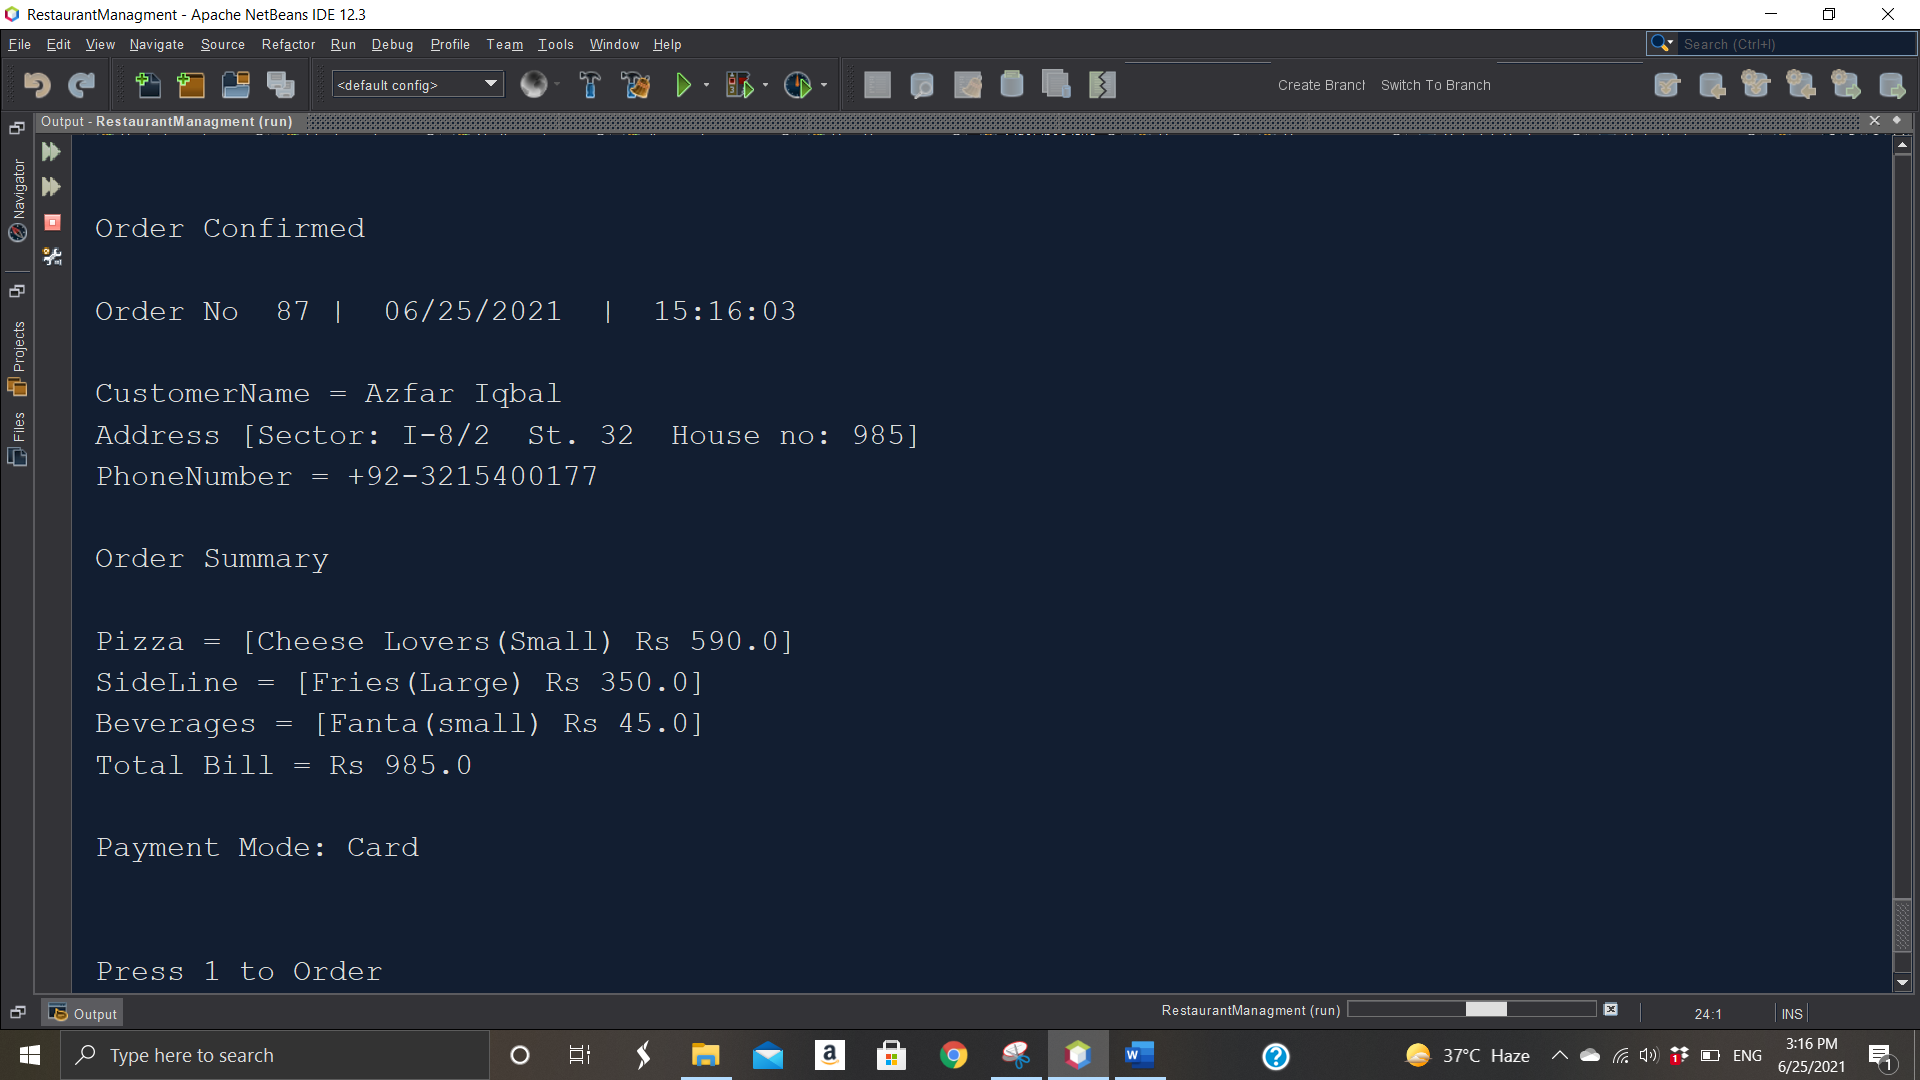 RestaurantManagment - Apache NetBeans IDE 12.3
File Edit View Navigate Source Refactor Run Debug Profile Team Tools Window Help
Search (Ctrl+I)
<default config>
Create Branch Switch To Branch
Output - RestaurantManagment (run)
Navigator
Projects
Files
Order Confirmed
Order No  87 |  06/25/2021  |  15:16:03
CustomerName = Azfar Iqbal
Address [Sector: I-8/2  St. 32  House no: 985]
PhoneNumber = +92-3215400177
Order Summary
Pizza = [Cheese Lovers(Small) Rs 590.0]
SideLine = [Fries(Large) Rs 350.0]
Beverages = [Fanta(small) Rs 45.0]
Total Bill = Rs 985.0
Payment Mode: Card
Press 1 to Order
Output
RestaurantManagment (run)
24:1
INS
Type here to search
37°C Haze
ENG
3:16 PM
6/25/2021
1